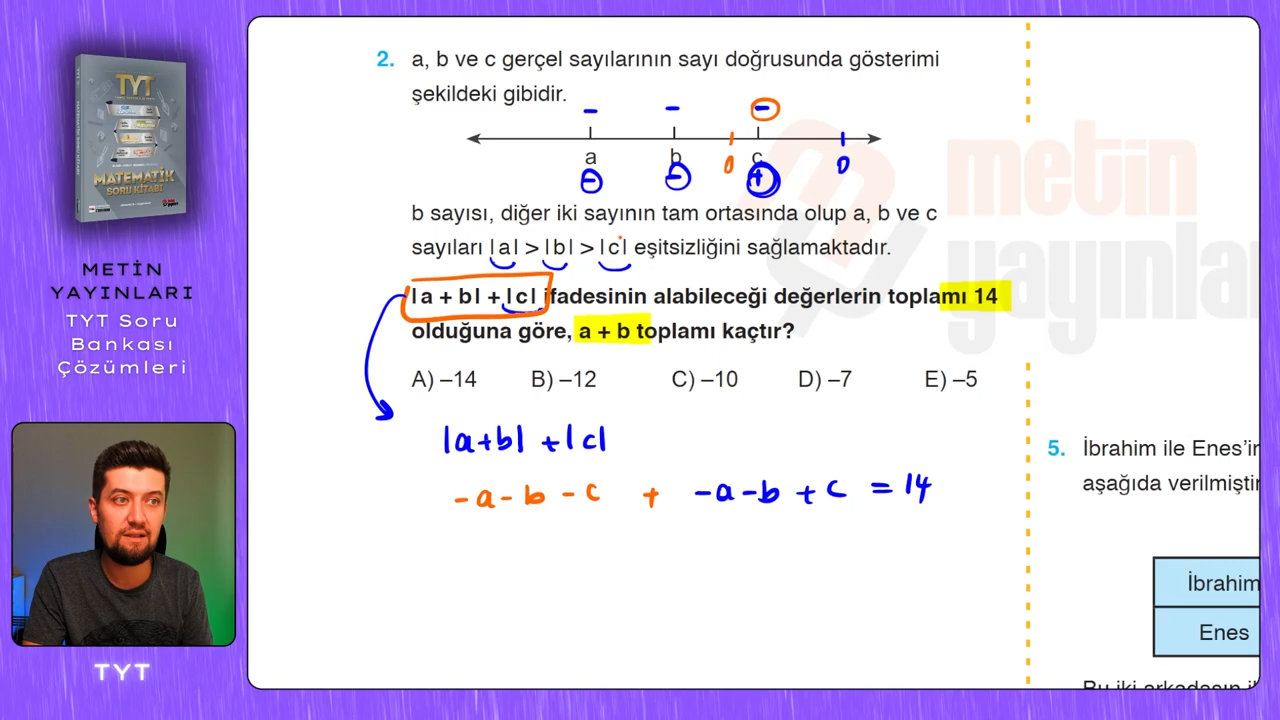 TYT
MATEMATİK
SORU KİTABI
METİN
YAYINLARI
TYT Soru
Bankası
Çözümleri
TYT
2. a, b ve c gerçel sayılarının sayı doğrusunda gösterimi
şekildeki gibidir.
− − −
a b 0 c 0
− − +
b sayısı, diğer iki sayının tam ortasında olup a, b ve c
sayıları |a| > |b| > |c| eşitsizliğini sağlamaktadır.
|a + b| + |c| ifadesinin alabileceği değerlerin toplamı 14
olduğuna göre, a + b toplamı kaçtır?
A) –14 B) –12 C) –10 D) –7 E) –5
|a+b| + |c|
-a - b - c + -a - b + c = 14
metin
yayınlar
5. İbrahim ile Enes'in
aşağıda verilmiştir
İbrahim
Enes